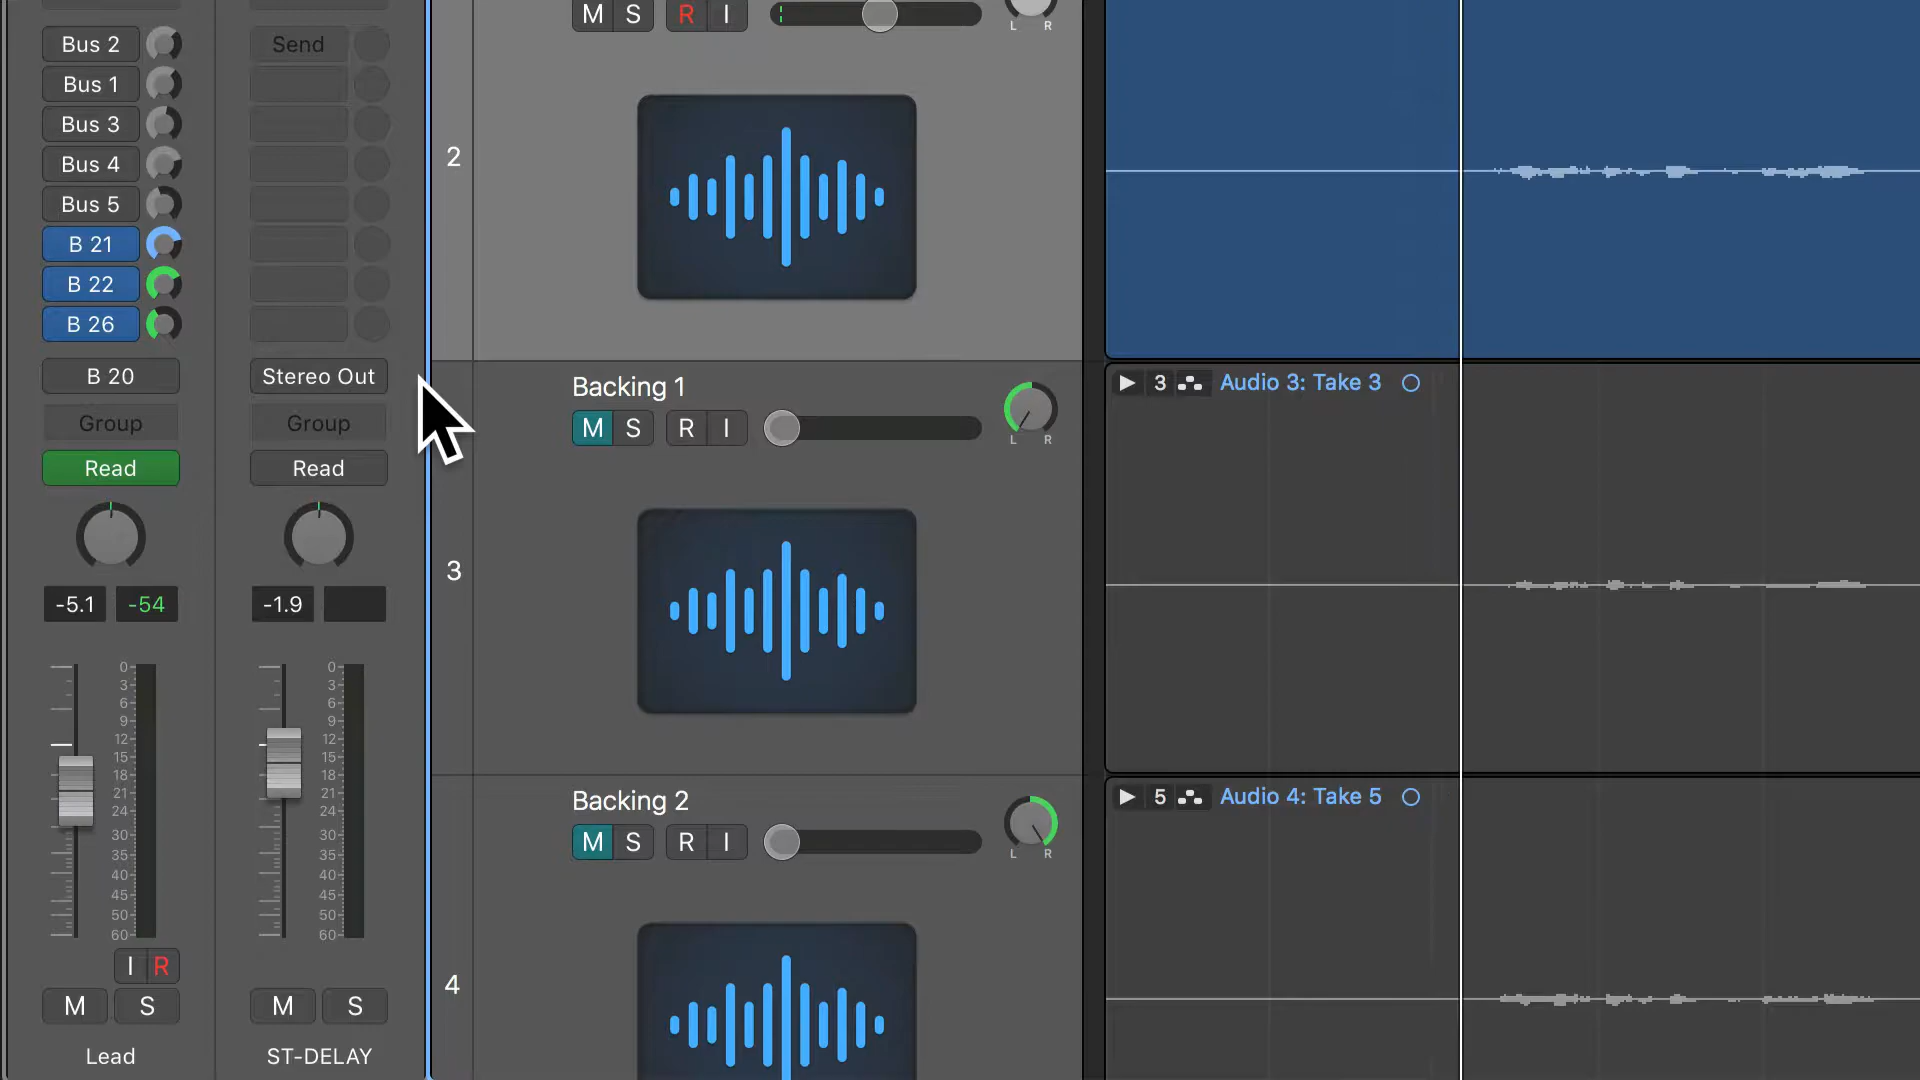 Bus 2
Bus 1
Bus 3
Bus 4
Bus 5
B 21
B 22
B 26
B 20
Group
Read
-5.1 -54
0
3
6
9
12
15
18
21
24
30
35
40
45
50
60
I R
M S
Lead
Send
Stereo Out
Group
Read
-1.9
0
3
6
9
12
15
18
21
24
30
35
40
45
50
60
M S
ST-DELAY
M S R I
L R
2
Backing 1
M S R I
L R
3
Backing 2
M S R I
L R
4
3 Audio 3: Take 3
5 Audio 4: Take 5